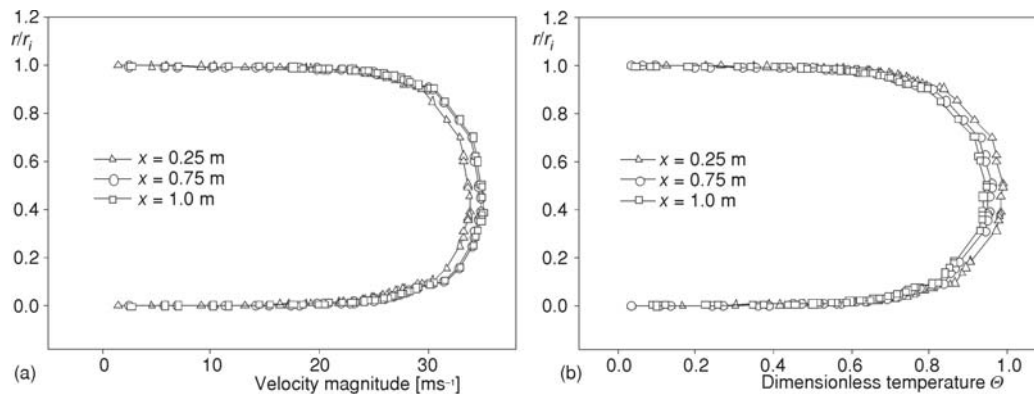 1.2
r/rᵢ
1.0
0.8
0.6
0.4
0.2
0.0
x = 0.25 m
x = 0.75 m
x = 1.0 m
0
10
20
30
(a)
Velocity magnitude [ms⁻¹]
1.2
r/rᵢ
1.0
0.8
0.6
0.4
0.2
0.0
x = 0.25 m
x = 0.75 m
x = 1.0 m
0.0
0.2
0.4
0.6
0.8
1.0
(b)
Dimensionless temperature Θ